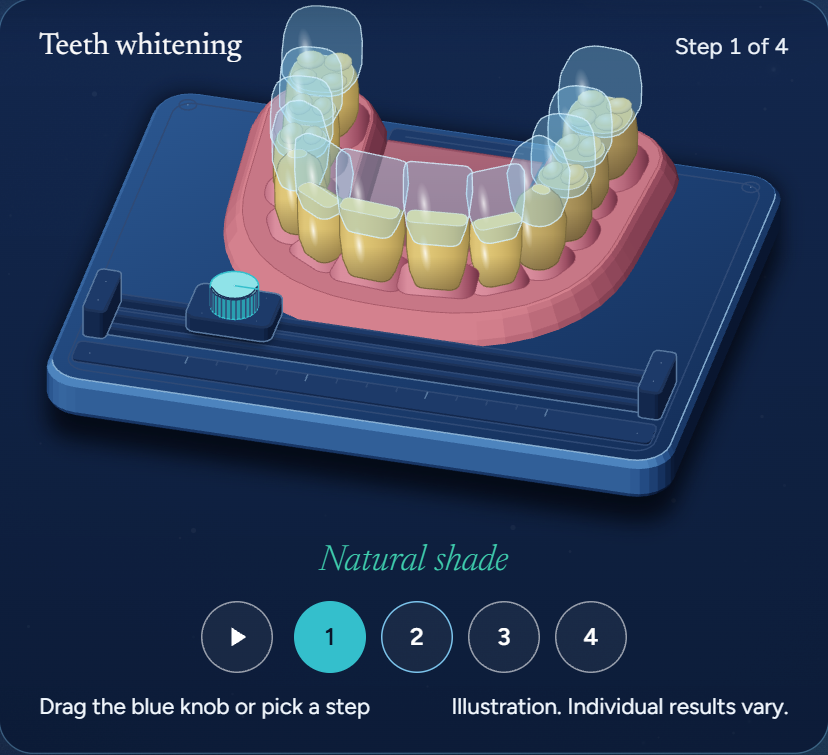 Teeth whitening
Step 1 of 4
Natural shade
1 2 3 4
Drag the blue knob or pick a step
Illustration. Individual results vary.